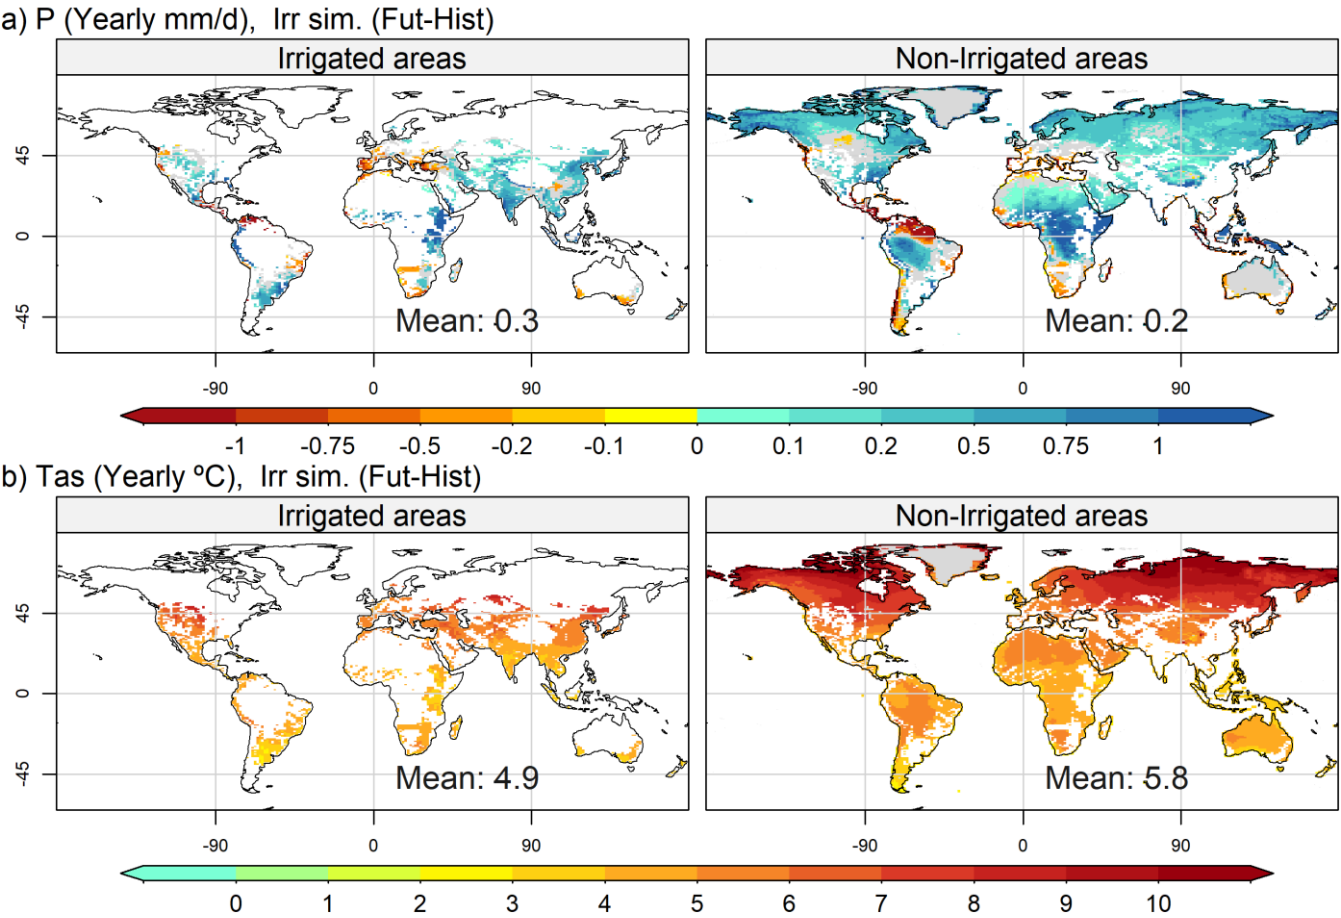 a) P (Yearly mm/d), Irr sim. (Fut-Hist)
Irrigated areas
Non-Irrigated areas
45
0
-45
Mean: 0.3
Mean: 0.2
-90 0 90
-90 0 90
-1 -0.75 -0.5 -0.2 -0.1 0 0.1 0.2 0.5 0.75 1
b) Tas (Yearly ºC), Irr sim. (Fut-Hist)
Irrigated areas
Non-Irrigated areas
45
0
-45
Mean: 4.9
Mean: 5.8
-90 0 90
-90 0 90
0 1 2 3 4 5 6 7 8 9 10